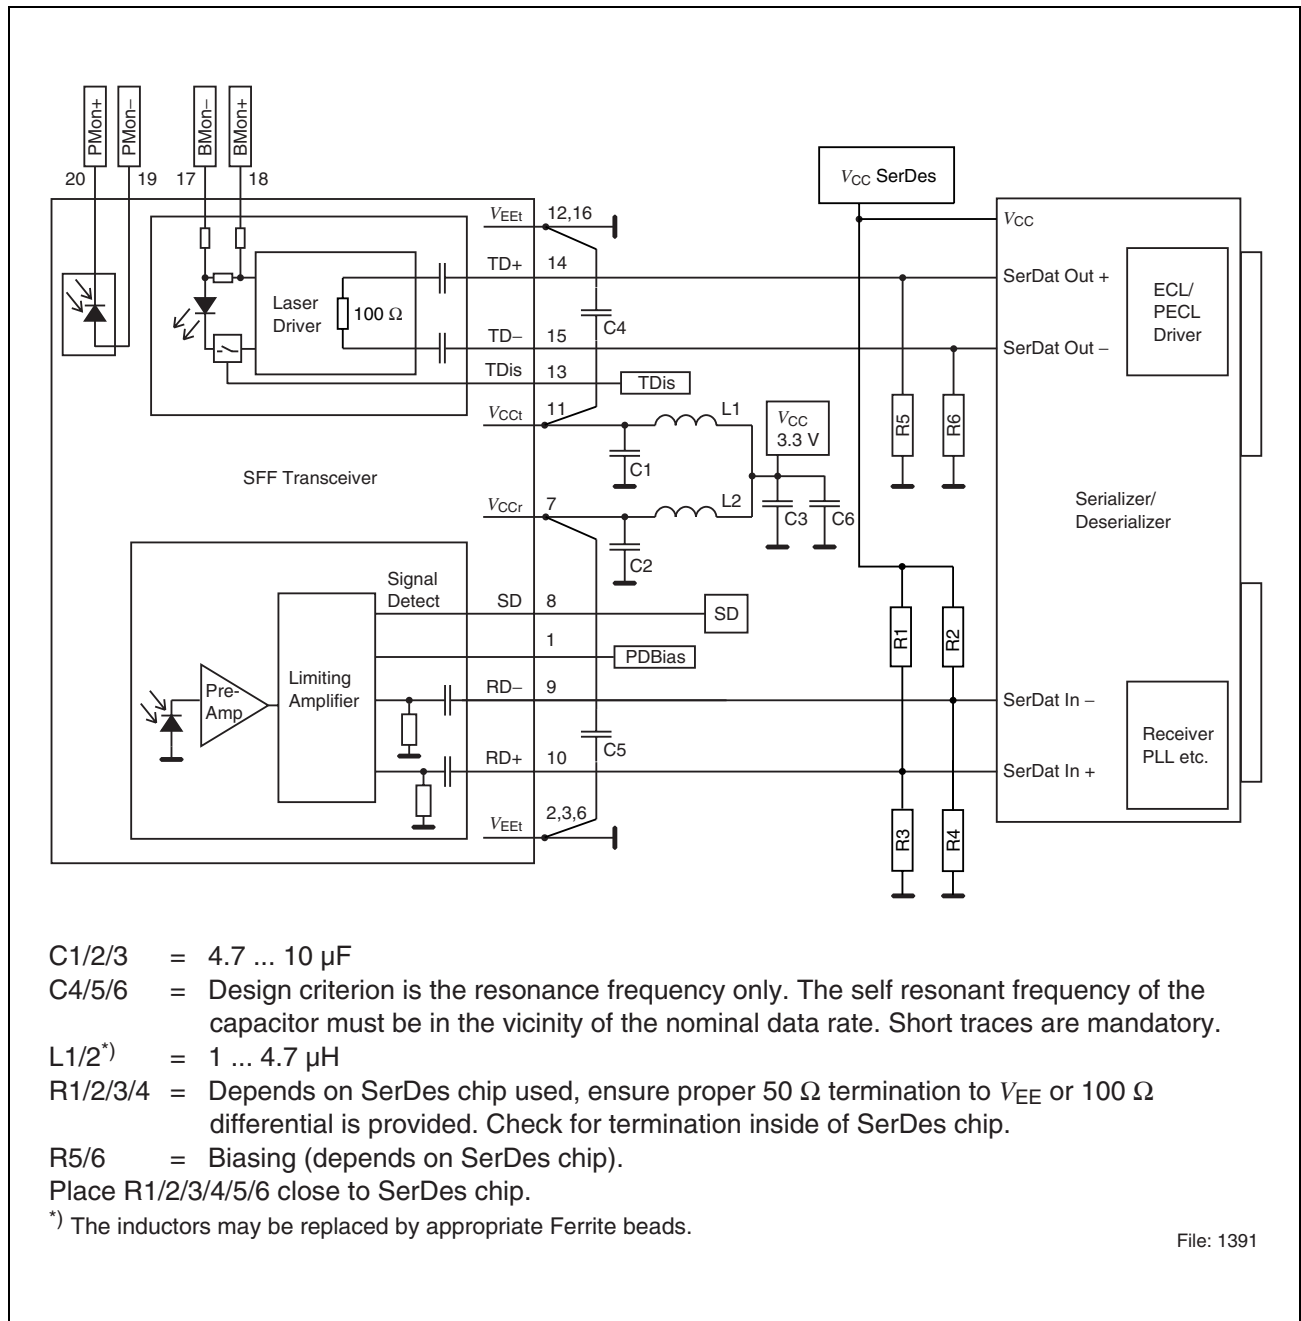 PMon+
PMon–
BMon–
BMon+
20
19
17
18
VCC SerDes
VEEt
12,16
VCC
TD+
14
SerDat Out +
ECL/
PECL
Driver
Laser
Driver
100 Ω
C4
TD–
15
SerDat Out –
TDis
13
TDis
VCCt
11
L1
VCC
3.3 V
R5
R6
C1
SFF Transceiver
VCCr
7
L2
C3
C6
Serializer/
Deserializer
C2
Signal
Detect
SD
8
SD
1
PDBias
R1
R2
Pre-
Amp
Limiting
Amplifier
RD–
9
SerDat In –
Receiver
PLL etc.
C5
RD+
10
SerDat In +
VEEt
2,3,6
R3
R4
C1/2/3 = 4.7 ... 10 µF
C4/5/6 = Design criterion is the resonance frequency only. The self resonant frequency of the
capacitor must be in the vicinity of the nominal data rate. Short traces are mandatory.
L1/2*) = 1 ... 4.7 µH
R1/2/3/4 = Depends on SerDes chip used, ensure proper 50 Ω termination to VEE or 100 Ω
differential is provided. Check for termination inside of SerDes chip.
R5/6 = Biasing (depends on SerDes chip).
Place R1/2/3/4/5/6 close to SerDes chip.
*) The inductors may be replaced by appropriate Ferrite beads.
File: 1391